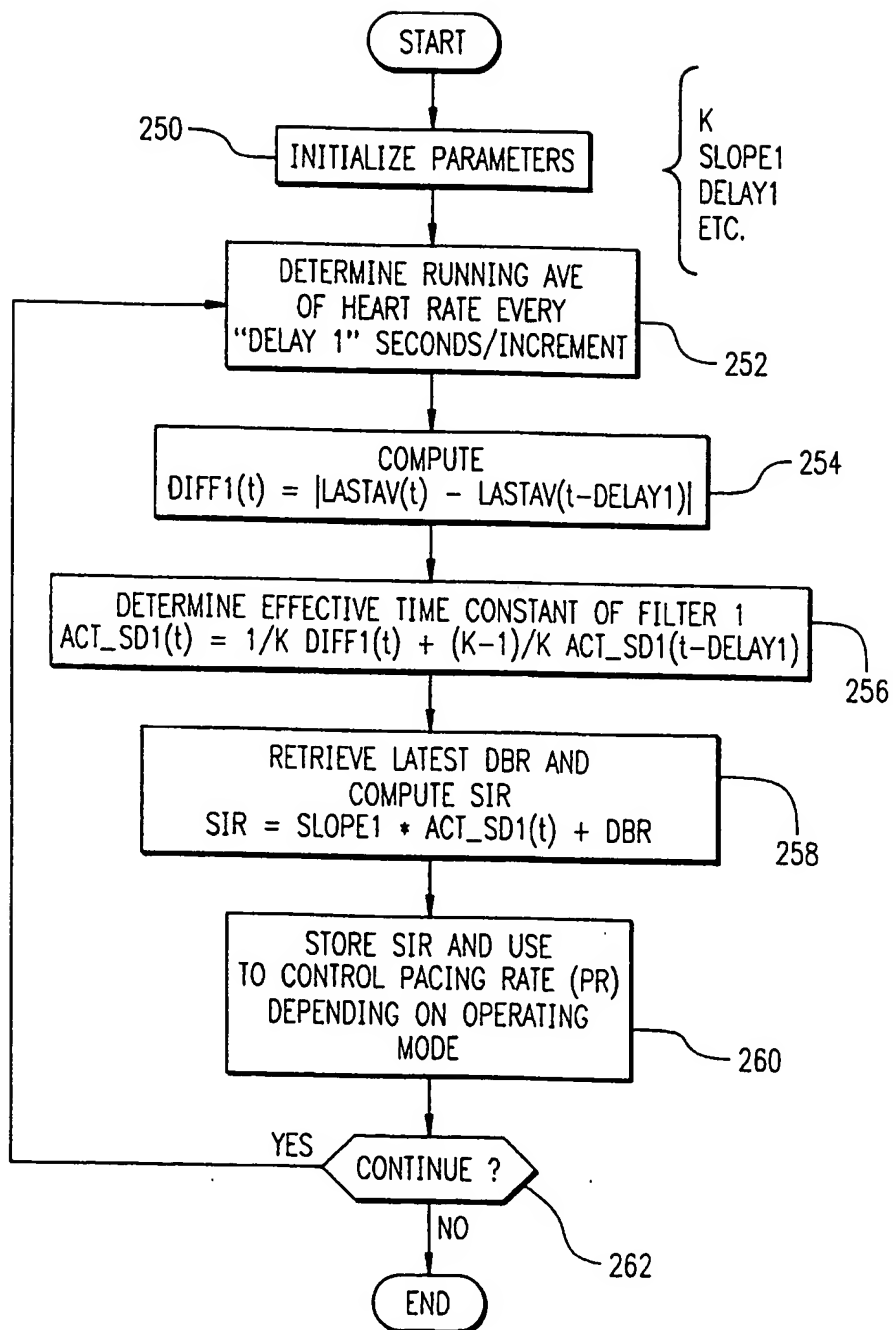 START
250
INITIALIZE PARAMETERS
K
SLOPE1
DELAY1
ETC.
DETERMINE RUNNING AVE
OF HEART RATE EVERY
"DELAY 1" SECONDS/INCREMENT
252
COMPUTE
DIFF1(t) = |LASTAV(t) - LASTAV(t-DELAY1)|
254
DETERMINE EFFECTIVE TIME CONSTANT OF FILTER 1
ACT_SD1(t) = 1/K DIFF1(t) + (K-1)/K ACT_SD1(t-DELAY1)
256
RETRIEVE LATEST DBR AND
COMPUTE SIR
SIR = SLOPE1 * ACT_SD1(t) + DBR
258
STORE SIR AND USE
TO CONTROL PACING RATE (PR)
DEPENDING ON OPERATING
MODE
260
YES
CONTINUE ?
NO
262
END